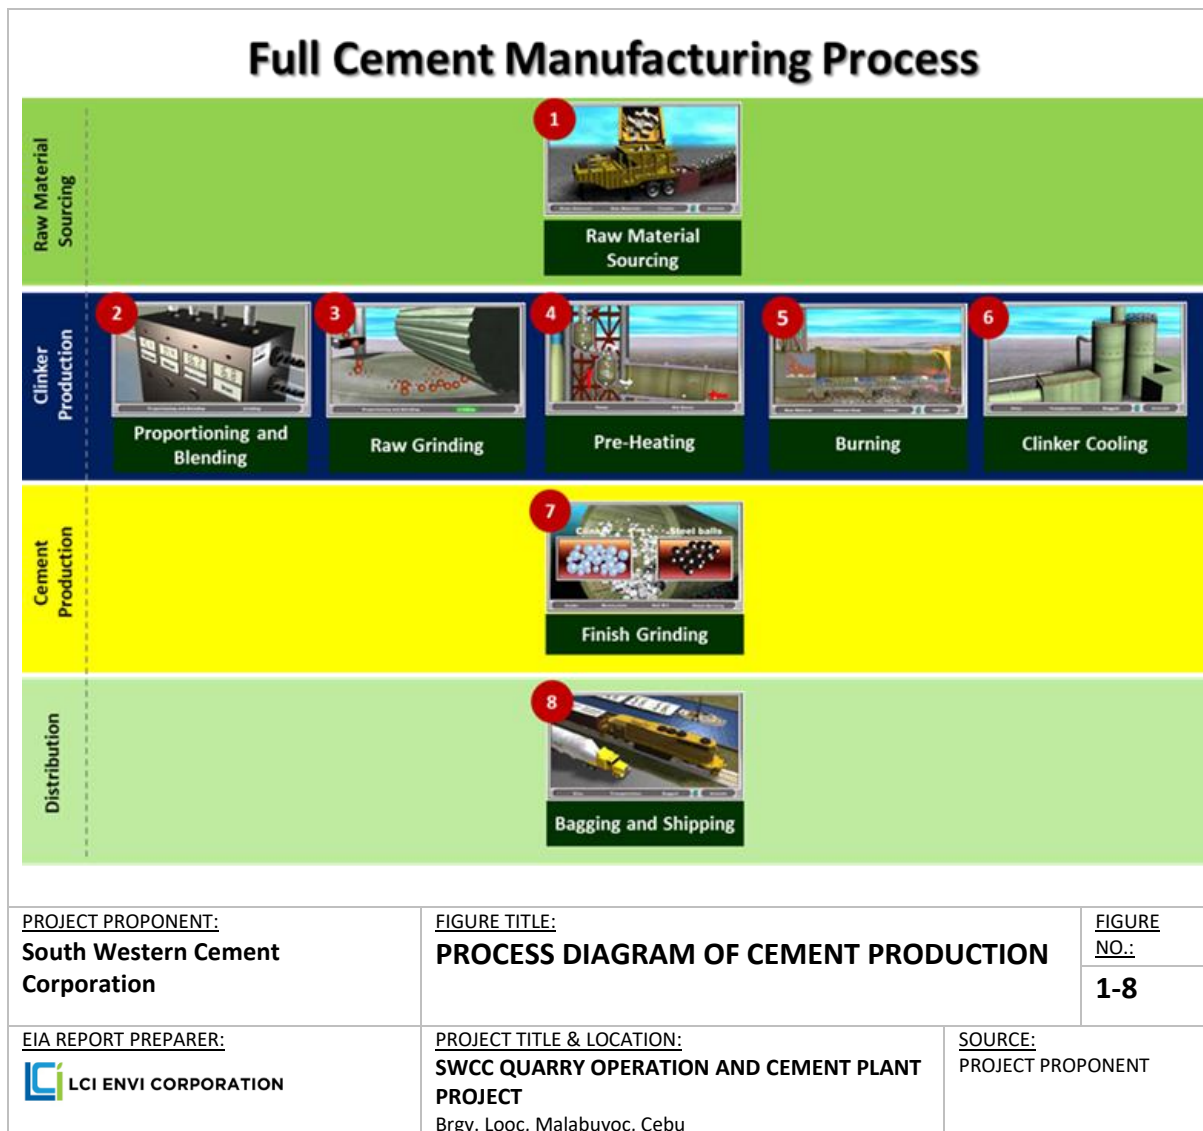 Full Cement Manufacturing Process
Raw Material
Sourcing
1
Raw Material
Sourcing
Clinker
Production
2
Proportioning and
Blending
3
Raw Grinding
4
Pre-Heating
5
Burning
6
Clinker Cooling
Cement
Production
7
Steel balls
Finish Grinding
Distribution
8
Bagging and Shipping
PROJECT PROPONENT:
South Western Cement
Corporation
FIGURE TITLE:
PROCESS DIAGRAM OF CEMENT PRODUCTION
FIGURE
NO.:
1-8
EIA REPORT PREPARER:
LCI ENVI CORPORATION
PROJECT TITLE & LOCATION:
SWCC QUARRY OPERATION AND CEMENT PLANT
PROJECT
Brgy. Looc, Malabuyoc, Cebu
SOURCE:
PROJECT PROPONENT